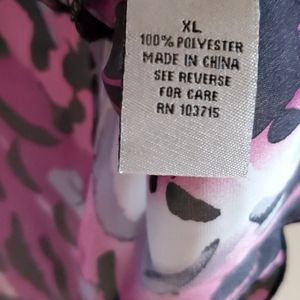 XL
100% POLYESTER
MADE IN CHINA
SEE REVERSE
FOR CARE
RN 103715